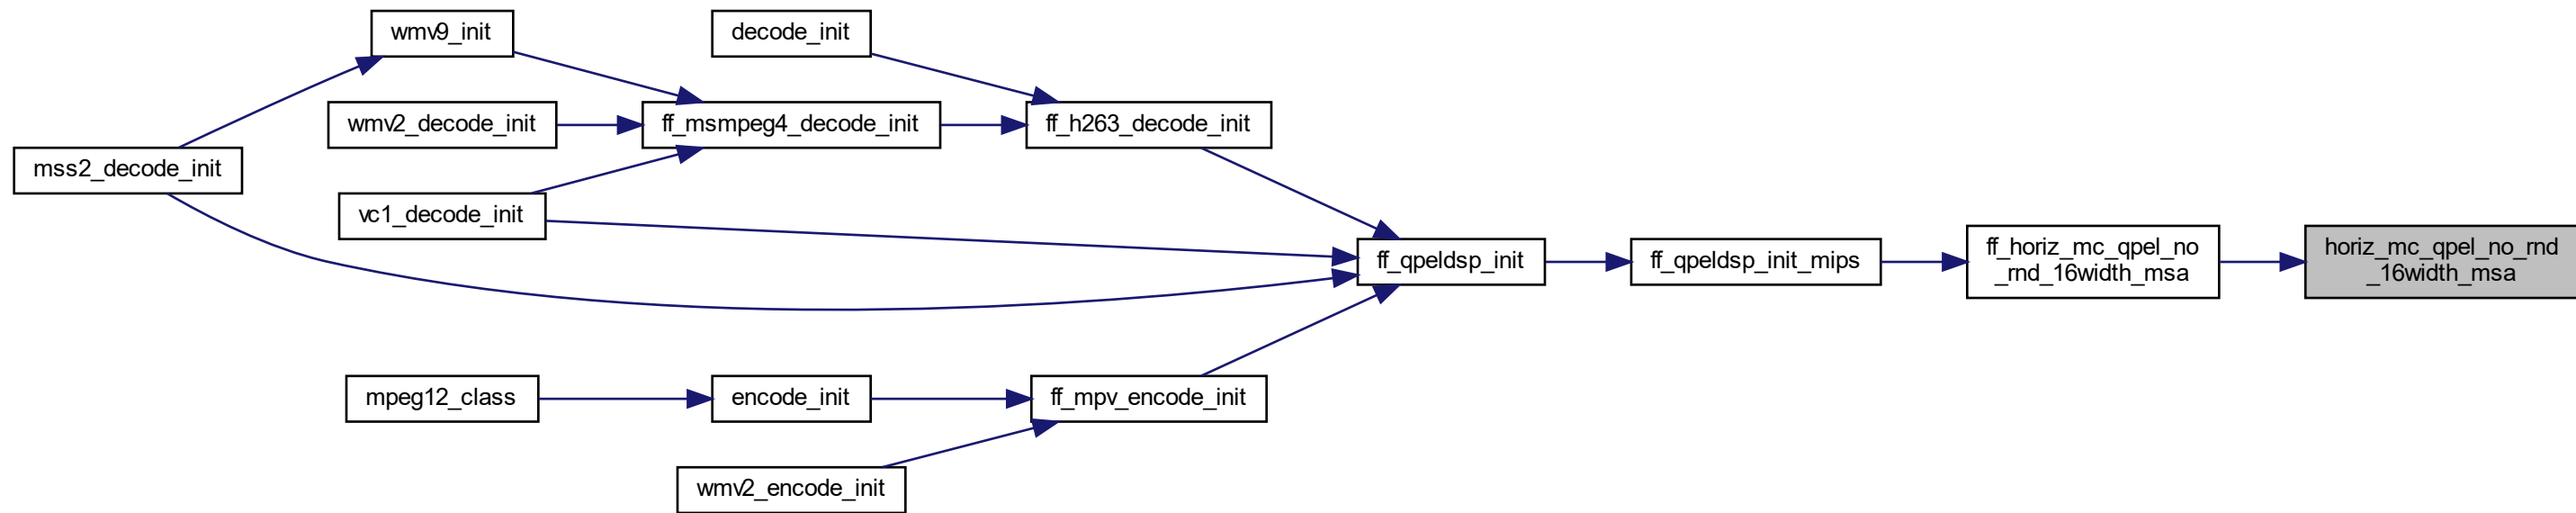 wmv9_init
decode_init
wmv2_decode_init
ff_msmpeg4_decode_init
ff_h263_decode_init
mss2_decode_init
vc1_decode_init
ff_qpeldsp_init
ff_qpeldsp_init_mips
ff_horiz_mc_qpel_no
_rnd_16width_msa
horiz_mc_qpel_no_rnd
_16width_msa
mpeg12_class
encode_init
ff_mpv_encode_init
wmv2_encode_init